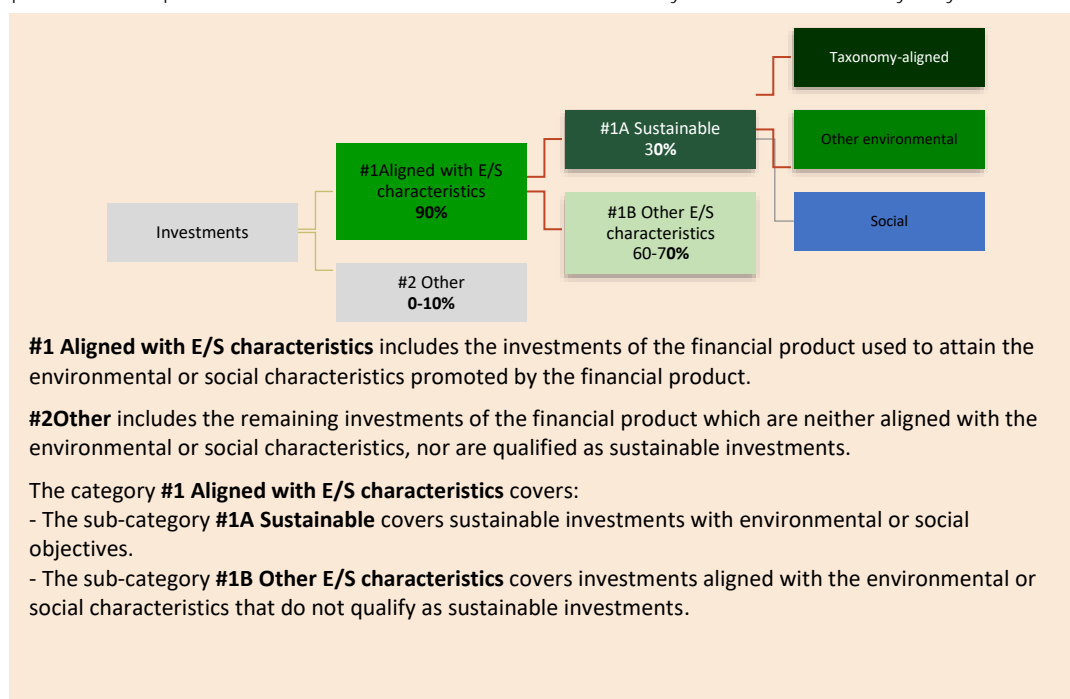 Taxonomy-aligned
#1A Sustainable
30%
Other environmental
#1Aligned with E/S
characteristics
90%
#1B Other E/S
characteristics
60-70%
Social
Investments
#2 Other
0-10%
#1 Aligned with E/S characteristics includes the investments of the financial product used to attain the
environmental or social characteristics promoted by the financial product.
#2Other includes the remaining investments of the financial product which are neither aligned with the
environmental or social characteristics, nor are qualified as sustainable investments.
The category #1 Aligned with E/S characteristics covers:
- The sub-category #1A Sustainable covers sustainable investments with environmental or social
objectives.
- The sub-category #1B Other E/S characteristics covers investments aligned with the environmental or
social characteristics that do not qualify as sustainable investments.